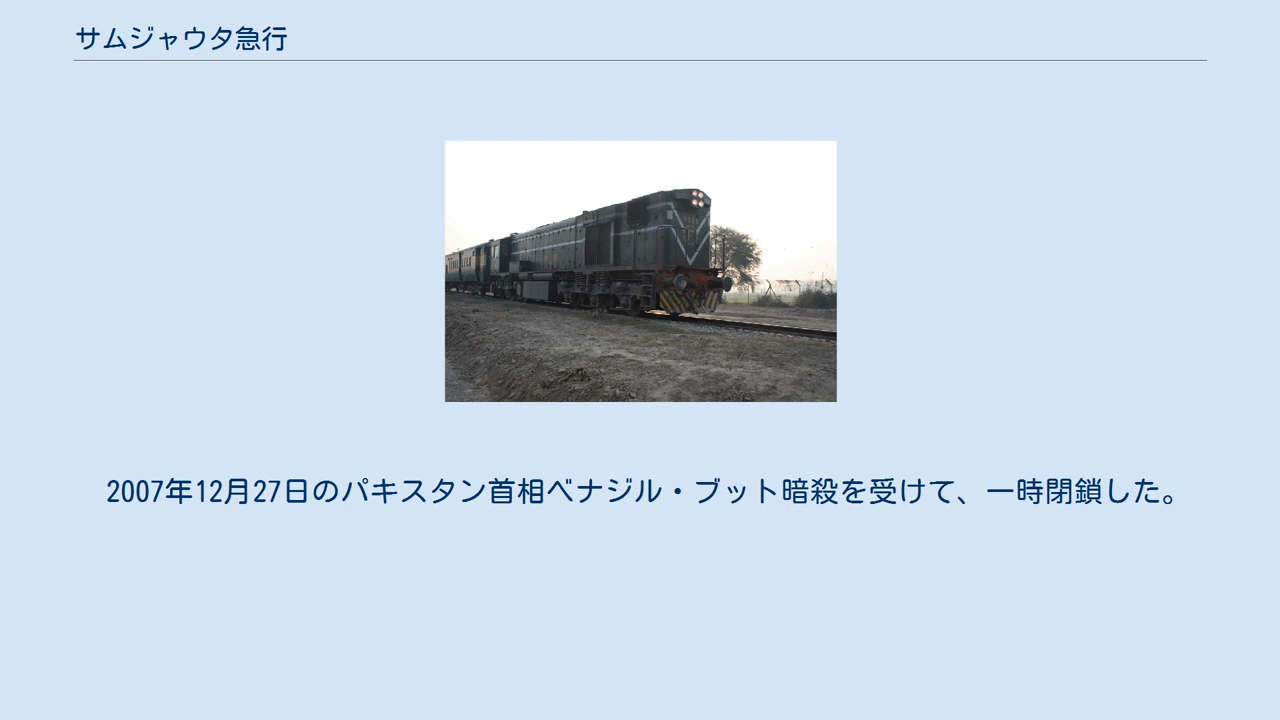 サムジャウタ急行
2007年12月27日のパキスタン首相ベナジル・ブット暗殺を受けて、一時閉鎖した。